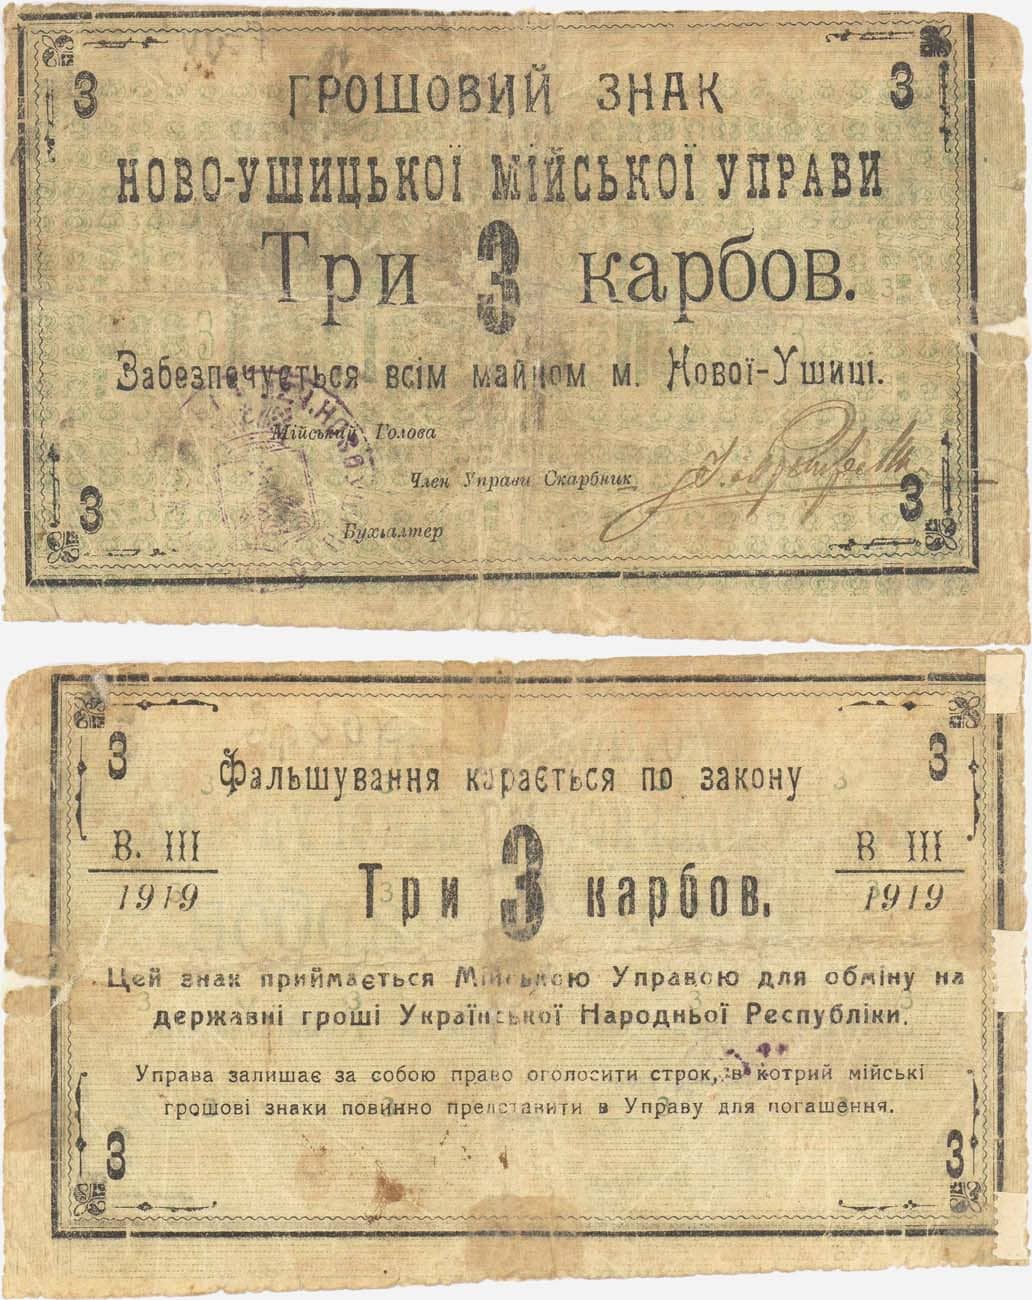 3 3
ГРОШОВИЙ ЗНАК
НОВО-УШИЦЬКОЇ МІЙСЬКОЇ УПРАВИ
Три 3 карбов.
Забезпечується всім майном м. Нової-Ушиці.
Мійський Голова
Член Управи Скарбник
3 3
Бухгалтер
3 3
Фальшування карається по закону
В. III В III
1919 1919
Три 3 карбов.
Цей знак приймається Мійською Управою для обміну на
державні гроші Української Народньої Республіки.
Управа залишає за собою право оголосити строк, в котрий мійські
грошові знаки повинно представити в Управу для погашення.
3 3